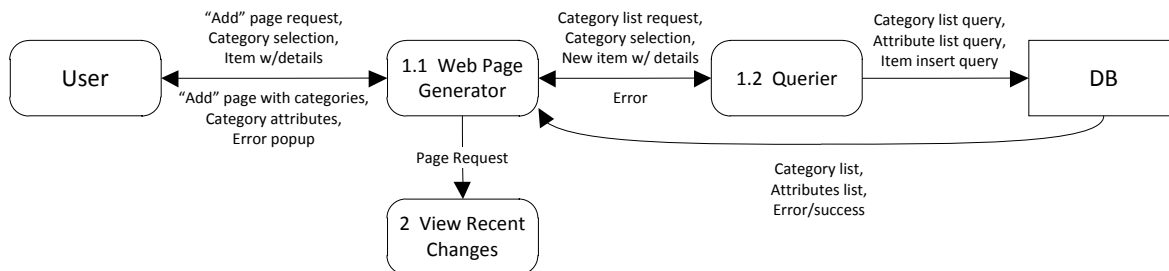 “Add” page request,
Category selection,
Item w/details
Category list request,
Category selection,
New item w/ details
Category list query,
Attribute list query,
Item insert query
User
1.1  Web Page
Generator
1.2  Querier
DB
“Add” page with categories,
Category attributes,
Error popup
Error
Page Request
Category list,
Attributes list,
Error/success
2  View Recent
Changes